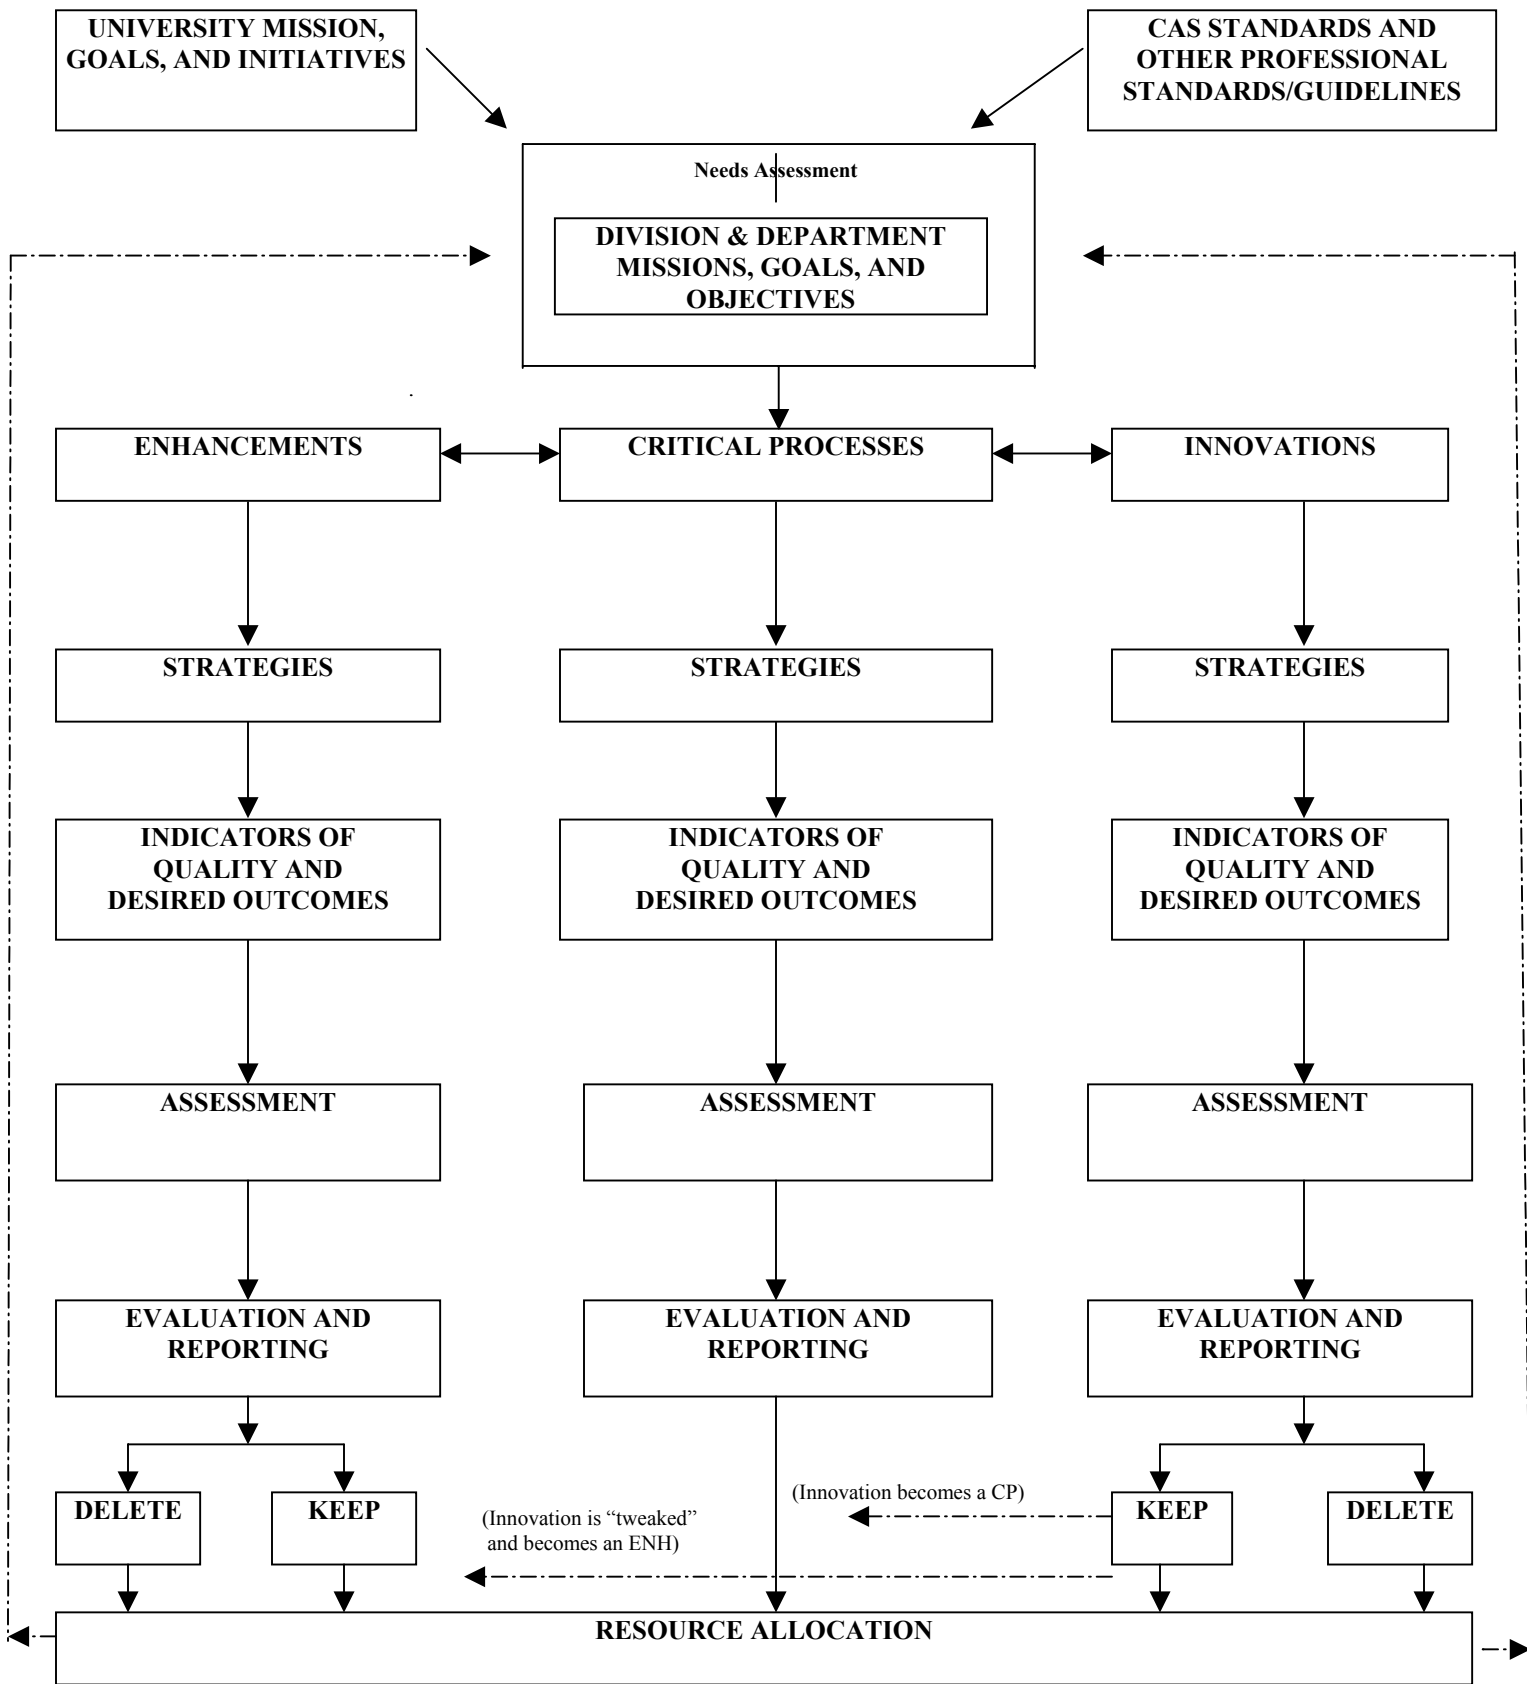 UNIVERSITY MISSION,
GOALS, AND INITIATIVES
CAS STANDARDS AND
OTHER PROFESSIONAL
STANDARDS/GUIDELINES
Needs Assessment
DIVISION & DEPARTMENT
MISSIONS, GOALS, AND
OBJECTIVES
ENHANCEMENTS
CRITICAL PROCESSES
INNOVATIONS
STRATEGIES
STRATEGIES
STRATEGIES
INDICATORS OF
QUALITY AND
DESIRED OUTCOMES
INDICATORS OF
QUALITY AND
DESIRED OUTCOMES
INDICATORS OF
QUALITY AND
DESIRED OUTCOMES
ASSESSMENT
ASSESSMENT
ASSESSMENT
EVALUATION AND
REPORTING
EVALUATION AND
REPORTING
EVALUATION AND
REPORTING
DELETE
KEEP
(Innovation is “tweaked”
and becomes an ENH)
(Innovation becomes a CP)
KEEP
DELETE
RESOURCE ALLOCATION